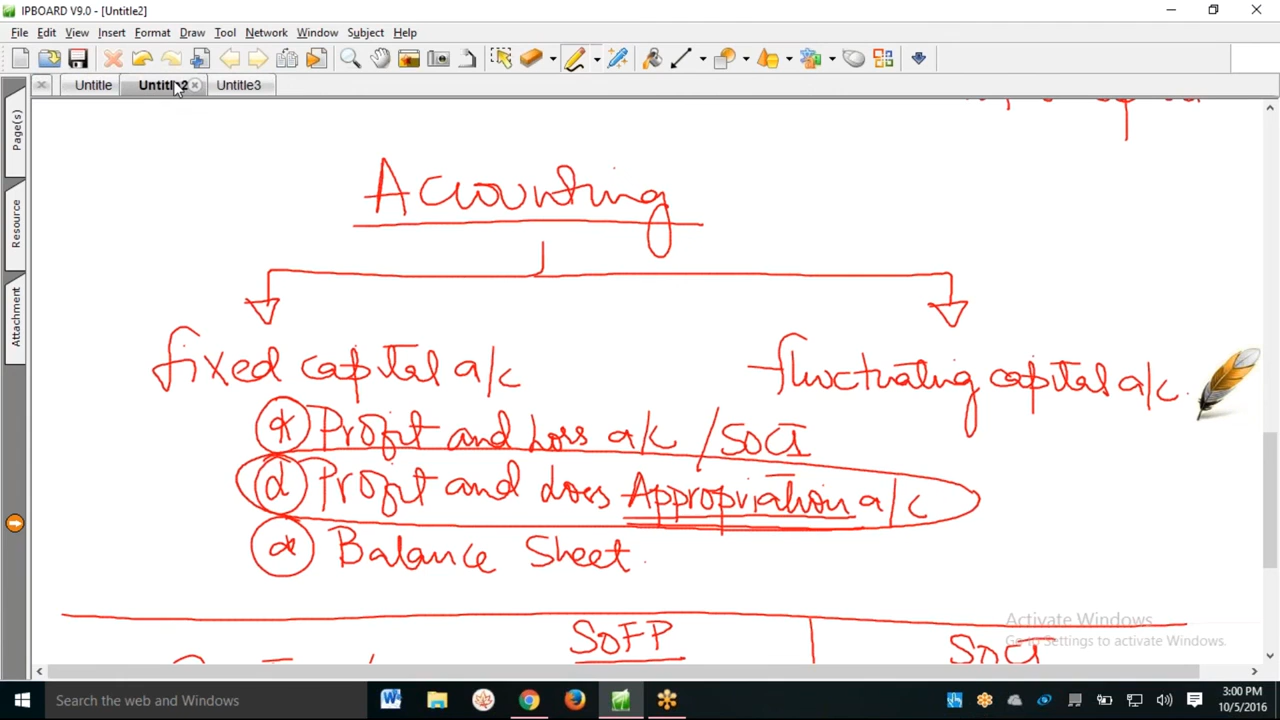 IPBOARD V9.0 - [Untitle2]
File Edit View Insert Format Draw Tool Network Window Subject Help
Untitle Untitle2 Untitle3
Page(s)
Resource
Attachment
Accounting
fixed capital a/c
fluctuating capital a/c
Profit and Loss a/c / SOCI
Profit and Loss Appropriation a/c
Balance Sheet
SOFP
SOCI
Activate Windows
Go to Settings to activate Windows.
Search the web and Windows
3:00 PM
10/5/2016